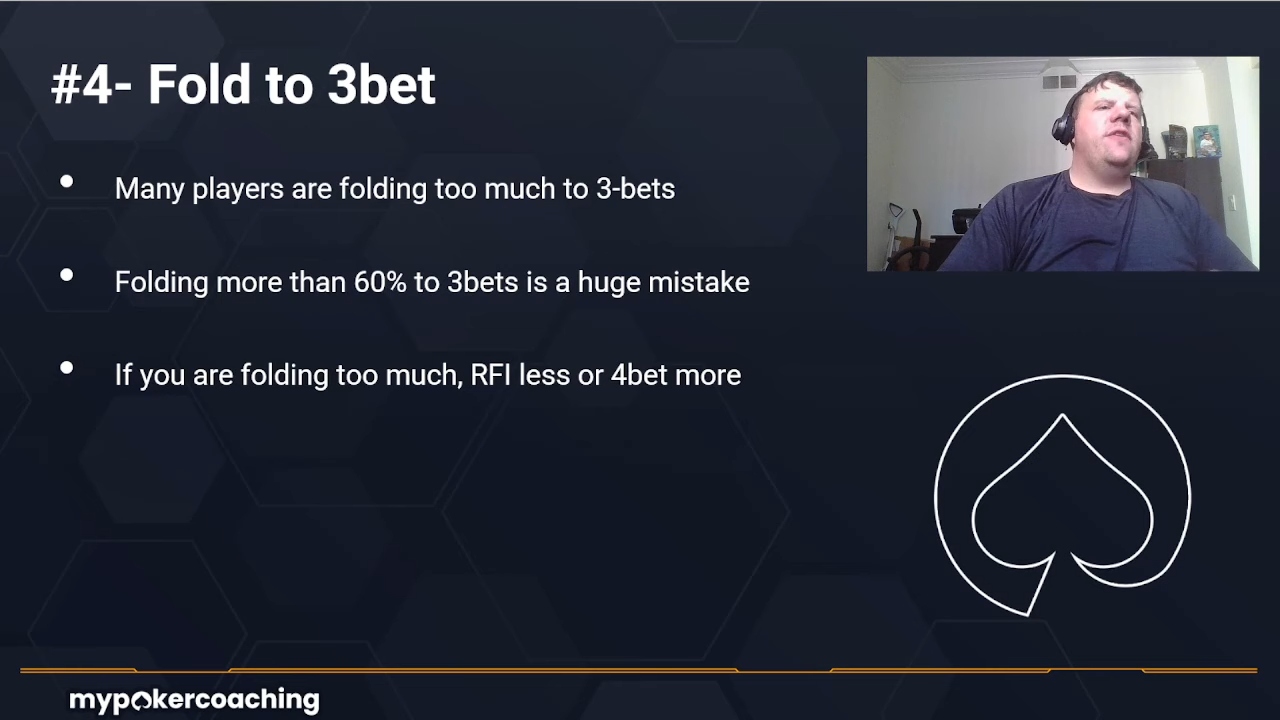 #4- Fold to 3bet
Many players are folding too much to 3-bets
Folding more than 60% to 3bets is a huge mistake
If you are folding too much, RFI less or 4bet more
mypokercoaching